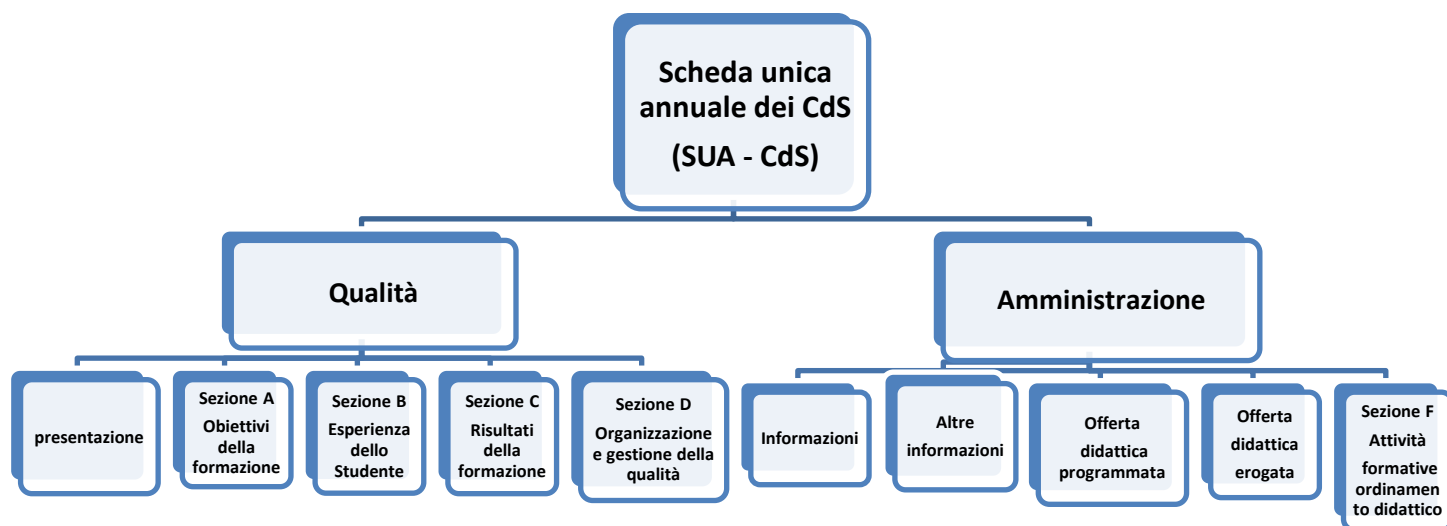 Scheda unica
annuale dei CdS
(SUA - CdS)
Qualità
Amministrazione
presentazione
Sezione A
Obiettivi
della
formazione
Sezione B
Esperienza
dello
Studente
Sezione C
Risultati
della
formazione
Sezione D
Organizzazione
e gestione della
qualità
Informazioni
Altre
informazioni
Offerta
didattica
programmata
Offerta
didattica
erogata
Sezione F
Attività
formative
ordinamen
to didattico